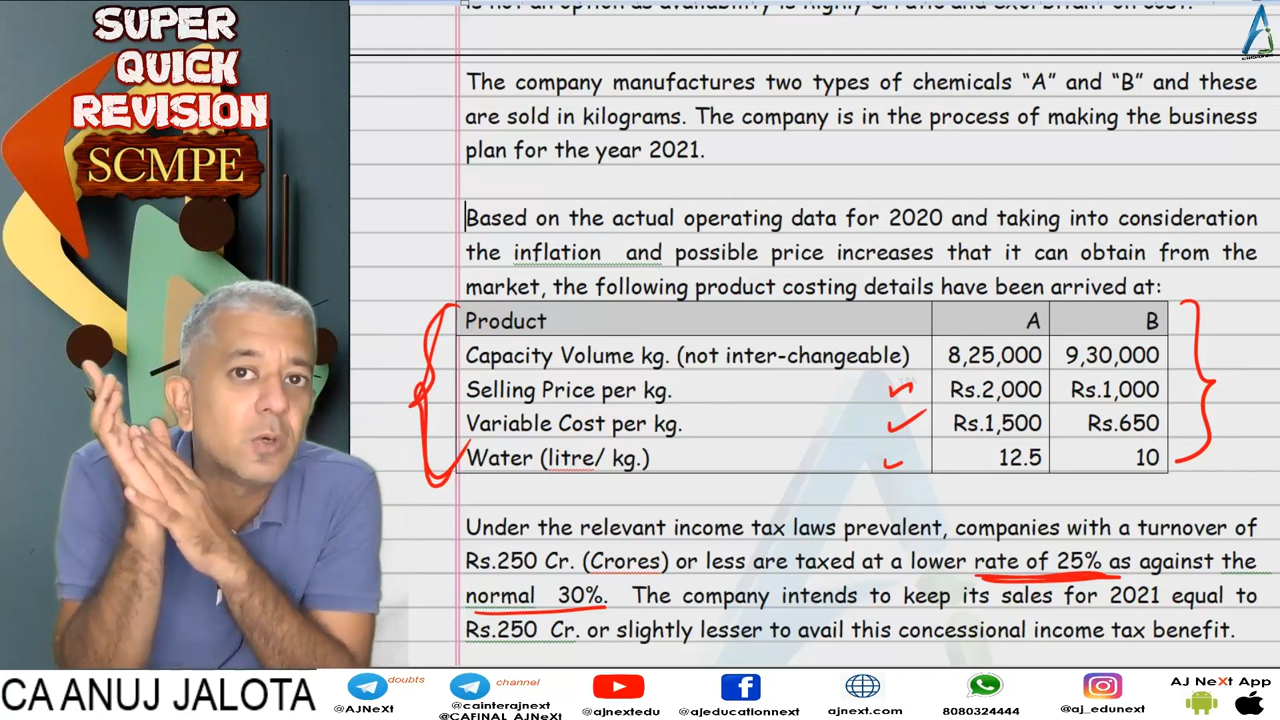 SUPER
QUICK
REVISION
SCMPE
The company manufactures two types of chemicals “A” and “B” and these
are sold in kilograms. The company is in the process of making the business
plan for the year 2021.
Based on the actual operating data for 2020 and taking into consideration
the inflation and possible price increases that it can obtain from the
market, the following product costing details have been arrived at:
Product A B
Capacity Volume kg. (not inter-changeable) 8,25,000 9,30,000
Selling Price per kg. Rs.2,000 Rs.1,000
Variable Cost per kg. Rs.1,500 Rs.650
Water (litre/ kg.) 12.5 10
Under the relevant income tax laws prevalent, companies with a turnover of
Rs.250 Cr. (Crores) or less are taxed at a lower rate of 25% as against the
normal 30%. The company intends to keep its sales for 2021 equal to
Rs.250 Cr. or slightly lesser to avail this concessional income tax benefit.
CA ANUJ JALOTA
doubts
@AJNeXt
channel
@cainterajnext
@CAFINAL_AJNeXt
@ajnextedu
@ajeducationnext
ajnext.com
8080324444
@aj_edunext
AJ NeXt App